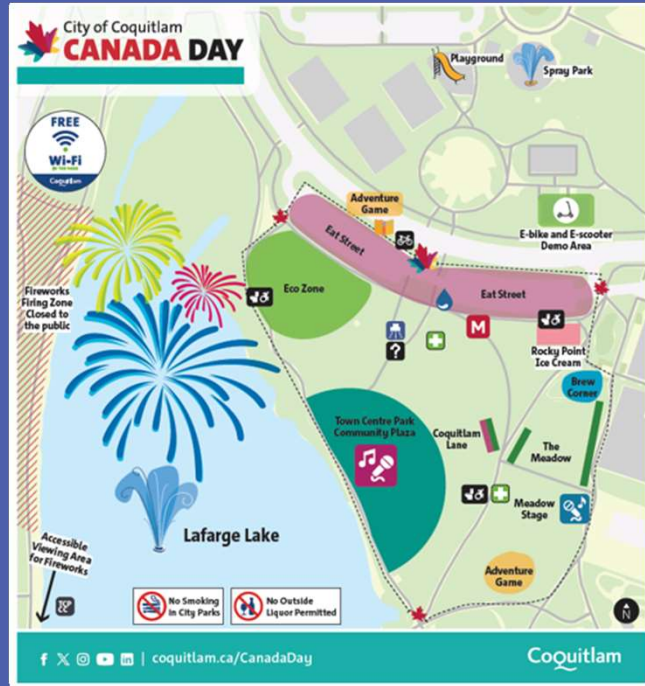 City of Coquitlam
CANADA DAY
Playground
Spray Park
FREE
Wi-Fi
Coquitlam
Adventure
Game
E-bike and E-scooter
Demo Area
Eat Street
Eat Street
Eco Zone
Fireworks
Firing Zone
Closed to
the public
?
M
Rocky Point
Ice Cream
Brew
Corner
Town Centre Park
Community Plaza
Coquitlam
Lane
The
Meadow
Meadow
Stage
Lafarge Lake
Accessible
Viewing Area
for Fireworks
Adventure
Game
No Smoking
in City Parks
No Outside
Liquor Permitted
N
coquitlam.ca/CanadaDay
Coquitlam